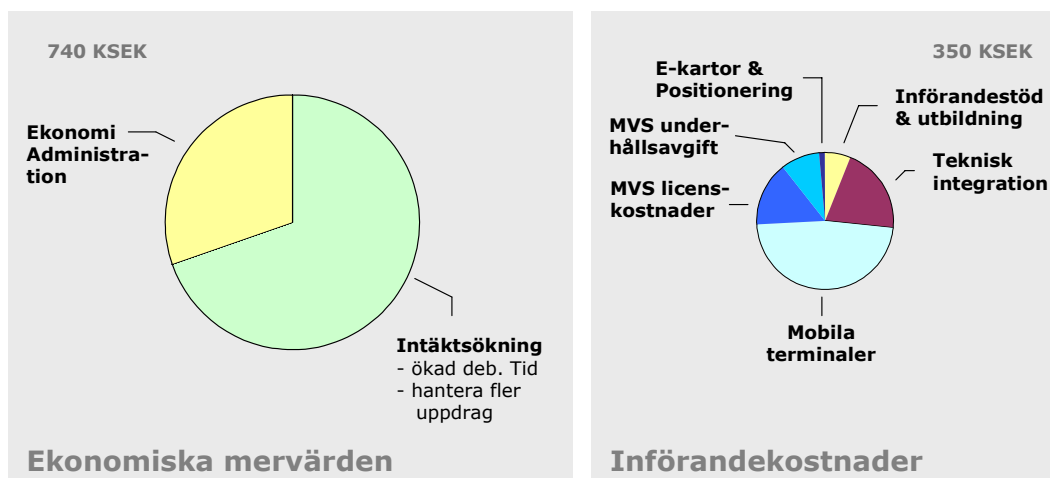 740 KSEK
Ekonomi
Administra-
tion
Intäktsökning
- ökad deb. Tid
- hantera fler
uppdrag
Ekonomiska mervärden
350 KSEK
E-kartor &
Positionering
Införandestöd
& utbildning
MVS under-
hållsavgift
Teknisk
integration
MVS licens-
kostnader
Mobila
terminaler
Införandekostnader